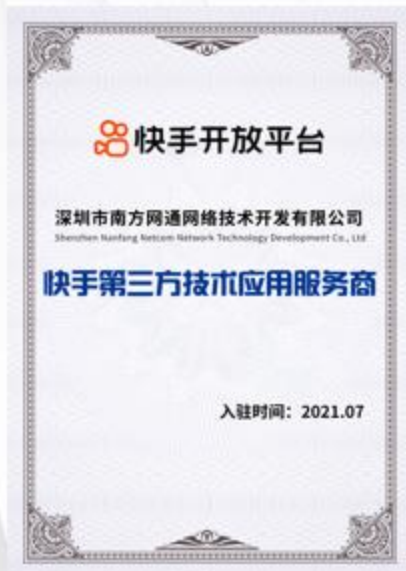 快手开放平台
深圳市南方网通网络技术开发有限公司
Shenzhen Nanfang Netcom Network Technology Development Co., Ltd
快手第三方技术应用服务商
入驻时间：2021.07